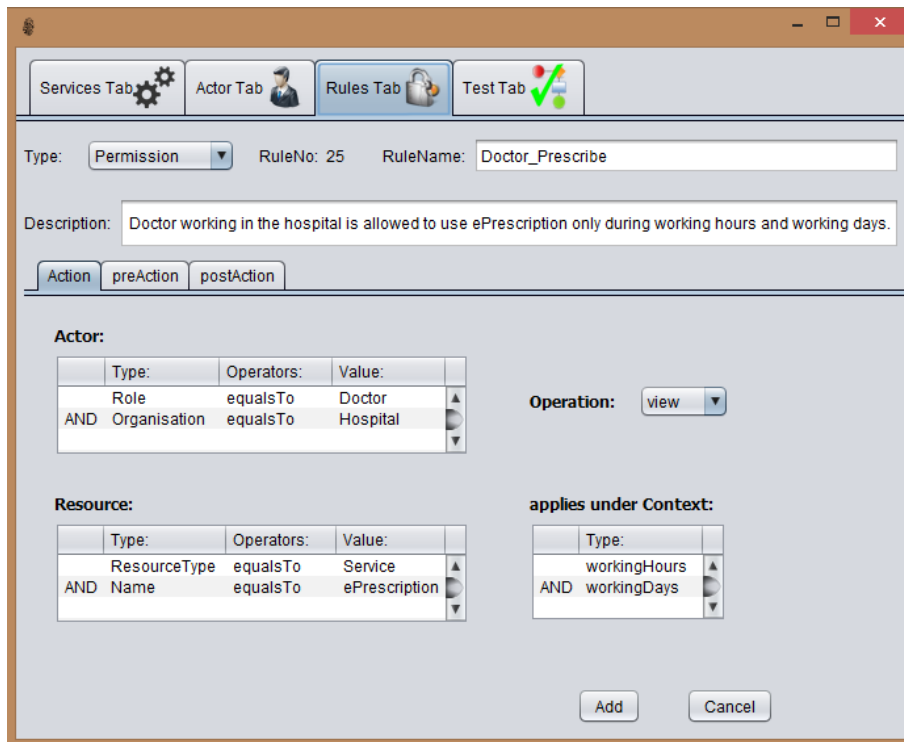 Services Tab Actor Tab Rules Tab Test Tab
Type: Permission RuleNo: 25 RuleName: Doctor_Prescribe
Description: Doctor working in the hospital is allowed to use ePrescription only during working hours and working days.
Action preAction postAction
Actor:
Type: Operators: Value:
Role equalsTo Doctor
AND Organisation equalsTo Hospital
Operation: view
Resource:
Type: Operators: Value:
ResourceType equalsTo Service
AND Name equalsTo ePrescription
applies under Context:
Type:
workingHours
AND workingDays
Add Cancel